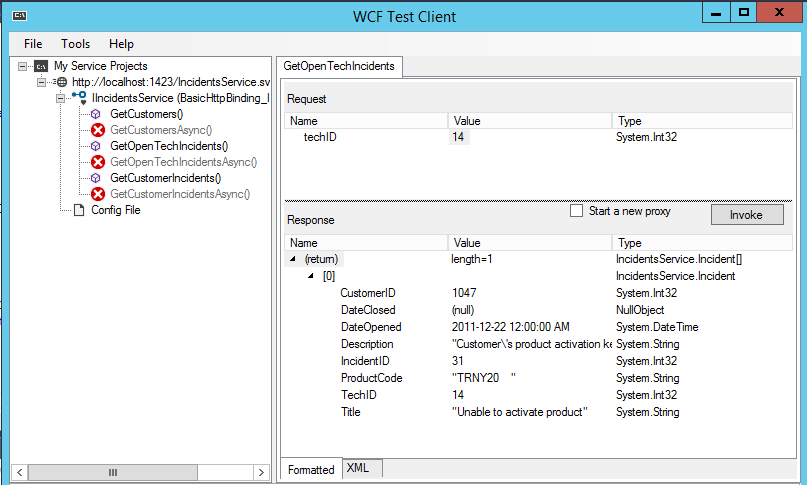 WCF Test Client
File Tools Help
My Service Projects
http://localhost:1423/IncidentsService.sv
IIncidentsService (BasicHttpBinding_I
GetCustomers()
GetCustomersAsync()
GetOpenTechIncidents()
GetOpenTechIncidentsAsync()
GetCustomerIncidents()
GetCustomerIncidentsAsync()
Config File
GetOpenTechIncidents
Request
Name Value Type
techID 14 System.Int32
Response
Start a new proxy
Invoke
Name Value Type
(return) length=1 IncidentsService.Incident[]
[0] IncidentsService.Incident
CustomerID 1047 System.Int32
DateClosed (null) NullObject
DateOpened 2011-12-22 12:00:00 AM System.DateTime
Description "Customer\'s product activation ke System.String
IncidentID 31 System.Int32
ProductCode "TRNY20    " System.String
TechID 14 System.Int32
Title "Unable to activate product" System.String
Formatted XML